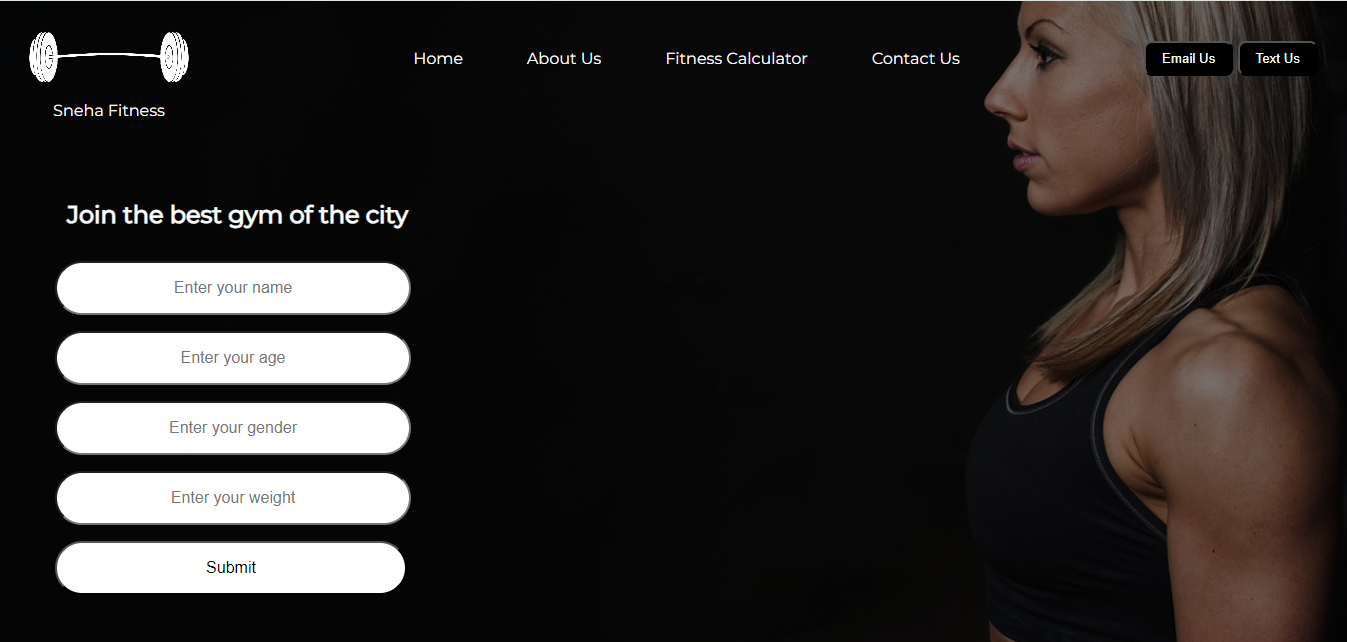 Home
About Us
Fitness Calculator
Contact Us
Email Us
Text Us
Sneha Fitness
Join the best gym of the city
Enter your name
Enter your age
Enter your gender
Enter your weight
Submit